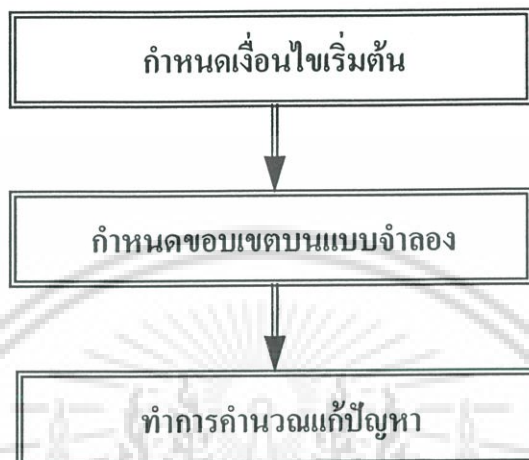 กำหนดเงื่อนไขเริ่มต้น
กำหนดขอบเขตบนแบบจำลอง
ทำการคำนวณแก้ปัญหา